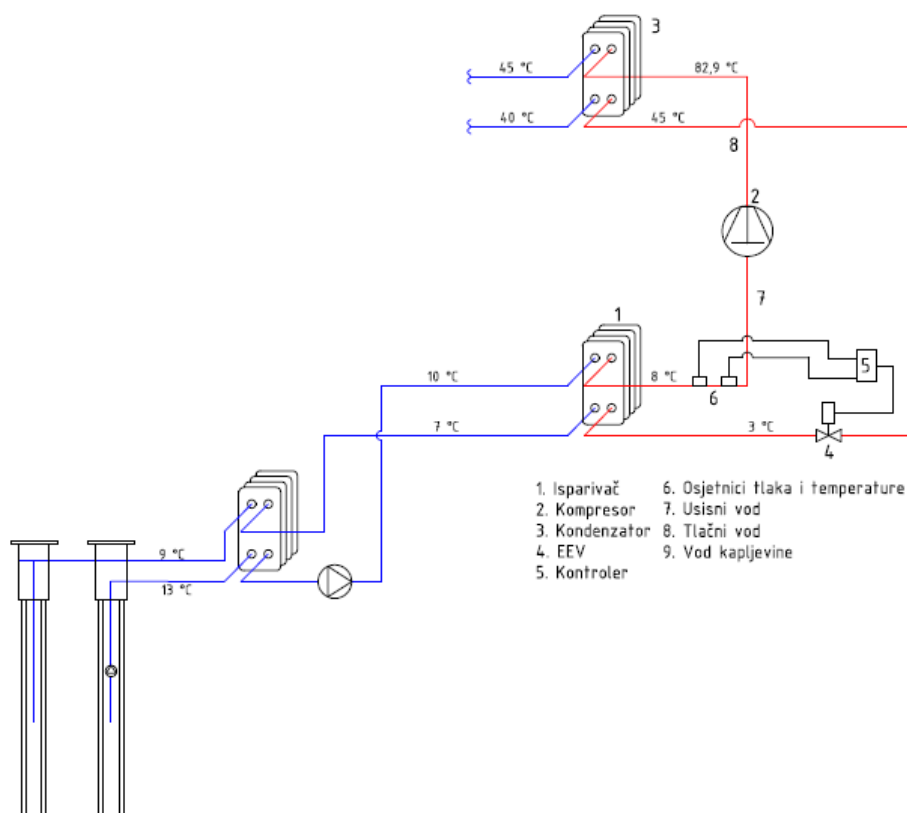 3
45 °C
82,9 °C
40 °C
45 °C
8
2
7
1
10 °C
8 °C
5
6
7 °C
3 °C
4
9 °C
13 °C
1. Isparivač
2. Kompresor
3. Kondenzator
4. EEV
5. Kontroler
6. Osjetnici tlaka i temperature
7. Usisni vod
8. Tlačni vod
9. Vod kapljevine